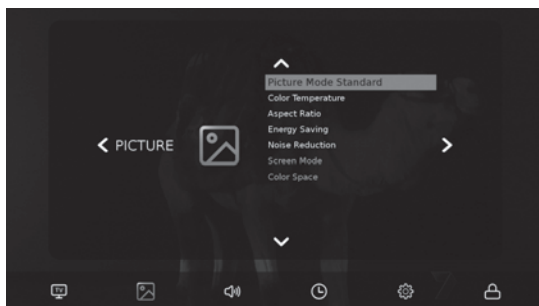 Picture Mode Standard
Color Temperature
Aspect Ratio
Energy Saving
PICTURE
Noise Reduction
Screen Mode
Color Space
TV